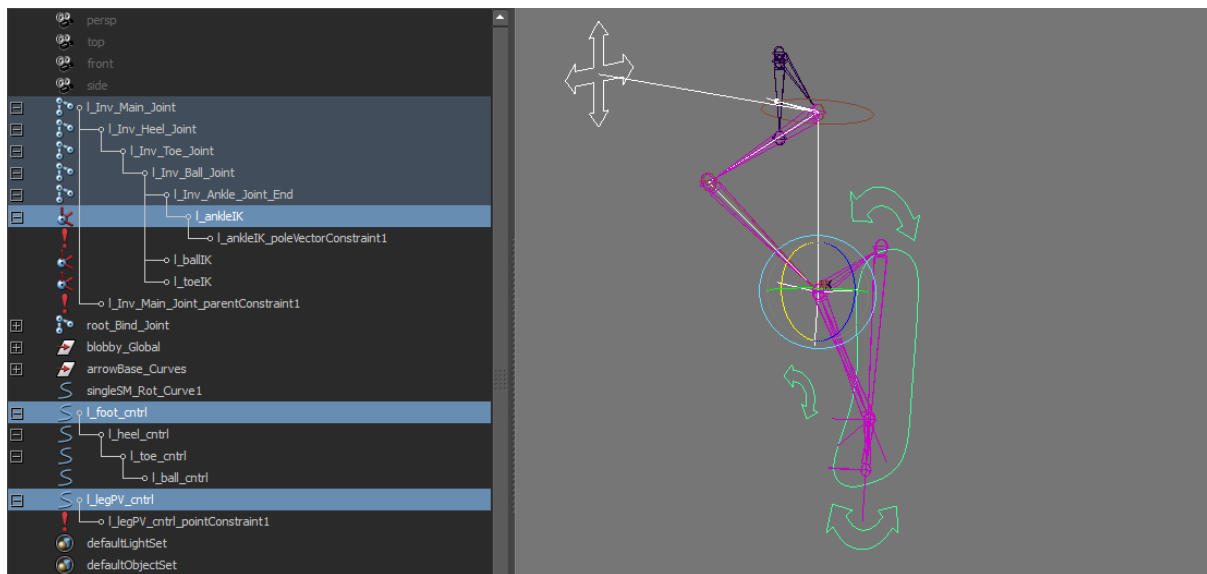 persp
top
front
side
l_Inv_Main_Joint
l_Inv_Heel_Joint
l_Inv_Toe_Joint
l_Inv_Ball_Joint
l_Inv_Ankle_Joint_End
l_ankleIK
l_ankleIK_poleVectorConstraint1
l_ballIK
l_toeIK
l_Inv_Main_Joint_parentConstraint1
root_Bind_Joint
blobby_Global
arrowBase_Curves
singleSM_Rot_Curve1
l_foot_cntrl
l_heel_cntrl
l_toe_cntrl
l_ball_cntrl
l_legPV_cntrl
l_legPV_cntrl_pointConstraint1
defaultLightSet
defaultObjectSet